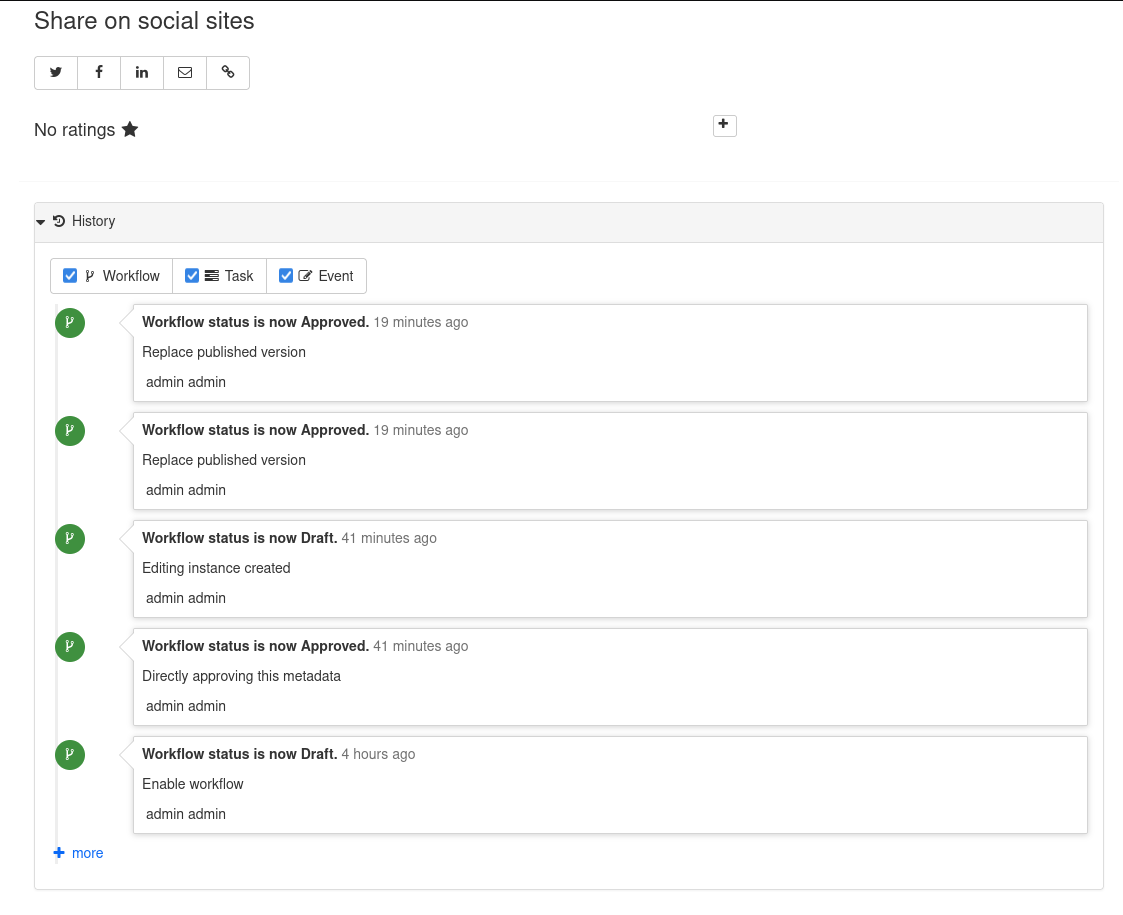 Share on social sites
No ratings
History
Workflow Task Event
Workflow status is now Approved. 19 minutes ago
Replace published version
admin admin
Workflow status is now Approved. 19 minutes ago
Replace published version
admin admin
Workflow status is now Draft. 41 minutes ago
Editing instance created
admin admin
Workflow status is now Approved. 41 minutes ago
Directly approving this metadata
admin admin
Workflow status is now Draft. 4 hours ago
Enable workflow
admin admin
more